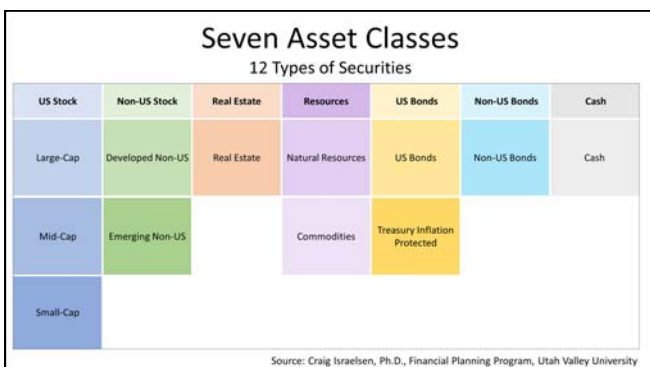 Seven Asset Classes
12 Types of Securities
US Stock Non-US Stock Real Estate Resources US Bonds Non-US Bonds Cash
Large-Cap Developed Non-US Real Estate Natural Resources US Bonds Non-US Bonds Cash
Mid-Cap Emerging Non-US Commodities Treasury Inflation
Protected
Small-Cap
Source: Craig Israelsen, Ph.D., Financial Planning Program, Utah Valley University